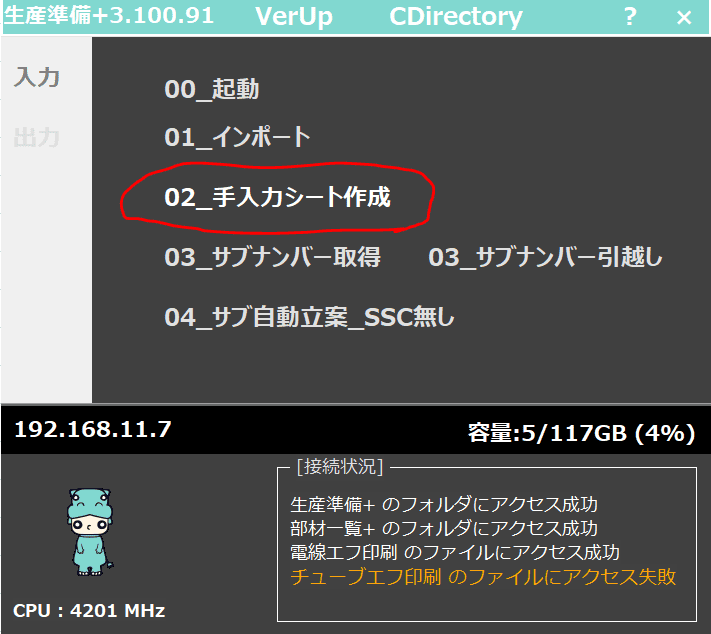 生産準備+3.100.91 VerUp CDirectory ? ×
入力
出力
00_起動
01_インポート
02_手入力シート作成
03_サブナンバー取得 03_サブナンバー引越し
04_サブ自動立案_SSC無し
192.168.11.7 容量:5/117GB (4%)
[接続状況]
生産準備+ のフォルダにアクセス成功
部材一覧+ のフォルダにアクセス成功
電線エフ印刷 のファイルにアクセス成功
チューブエフ印刷 のファイルにアクセス失敗
CPU : 4201 MHz